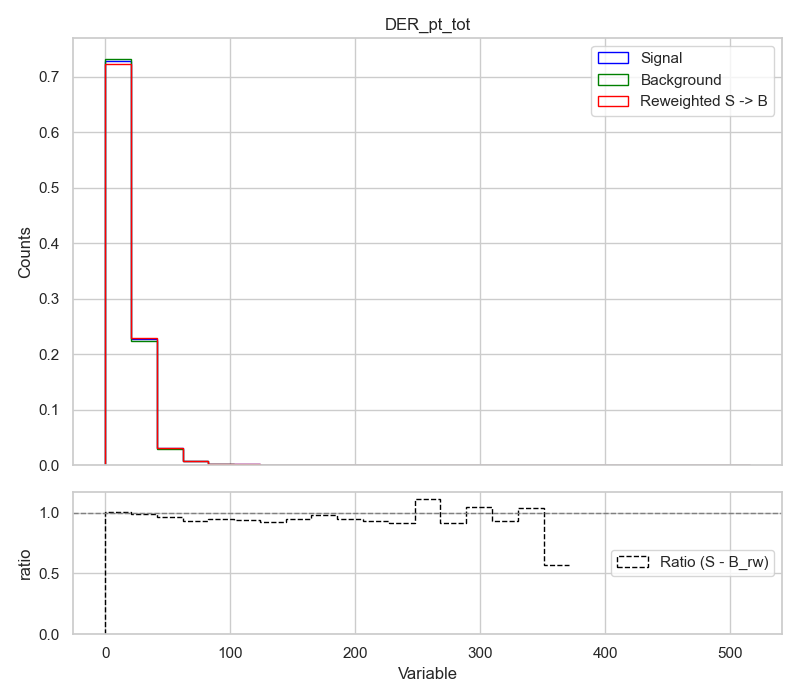 DER_pt_tot
Counts
0.7
0.6
0.5
0.4
0.3
0.2
0.1
0.0
Signal
Background
Reweighted S -> B
ratio
1.0
0.5
0.0
Ratio (S - B_rw)
0 100 200 300 400 500
Variable